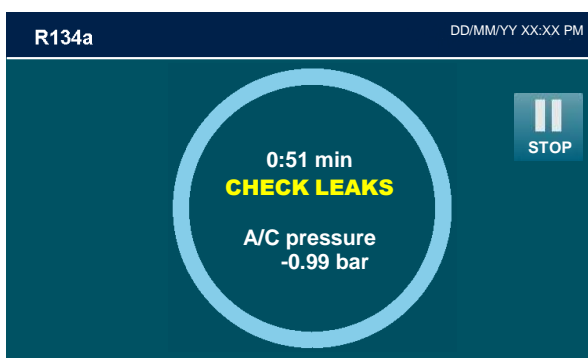 R134a
DD/MM/YY XX:XX PM
STOP
0:51 min
CHECK LEAKS
A/C pressure
-0.99 bar